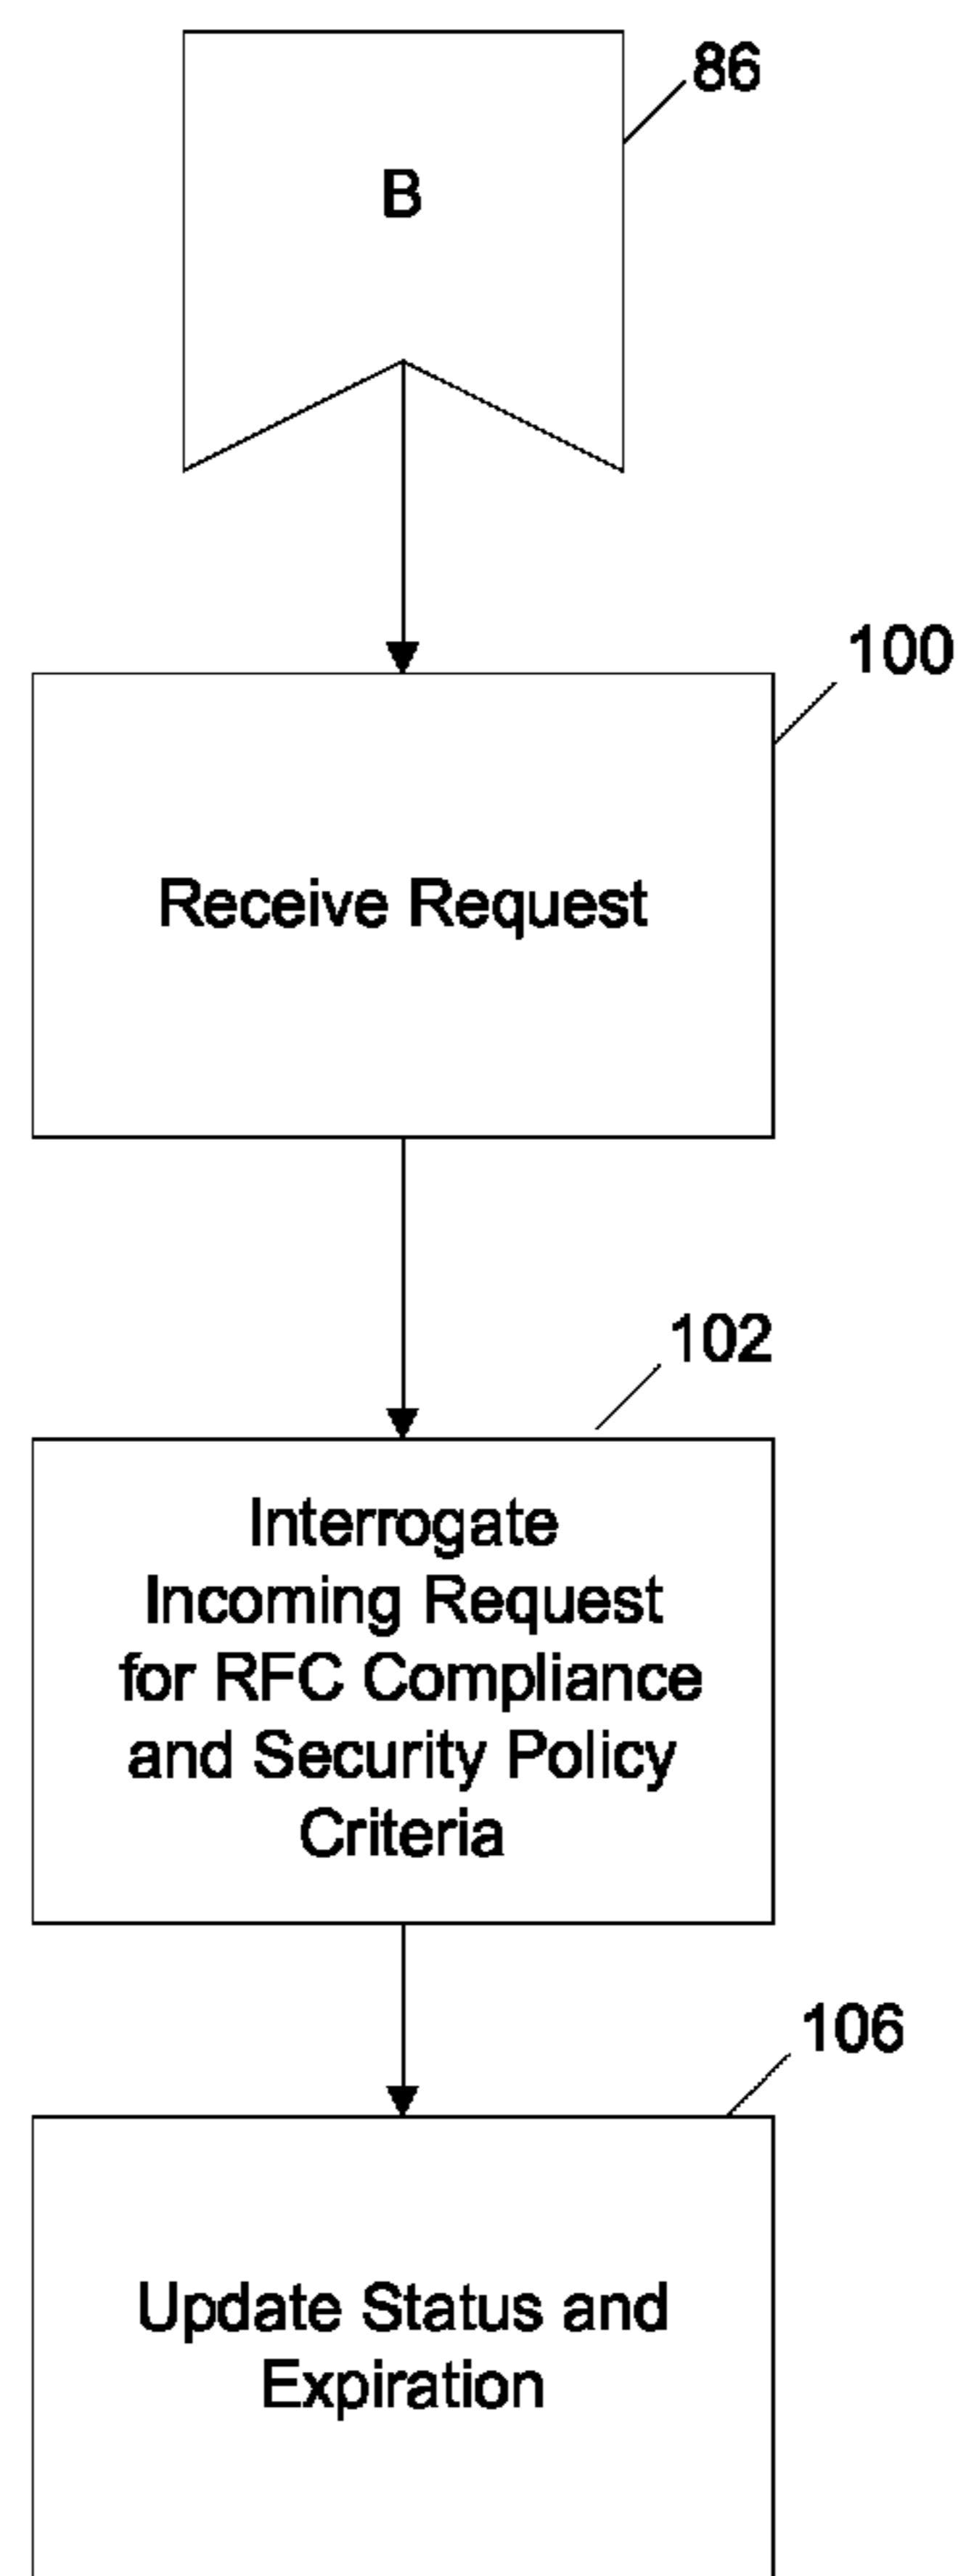 86
B
100
Receive Request
102
Interrogate
Incoming Request
for RFC Compliance
and Security Policy
Criteria
106
Update Status and
Expiration